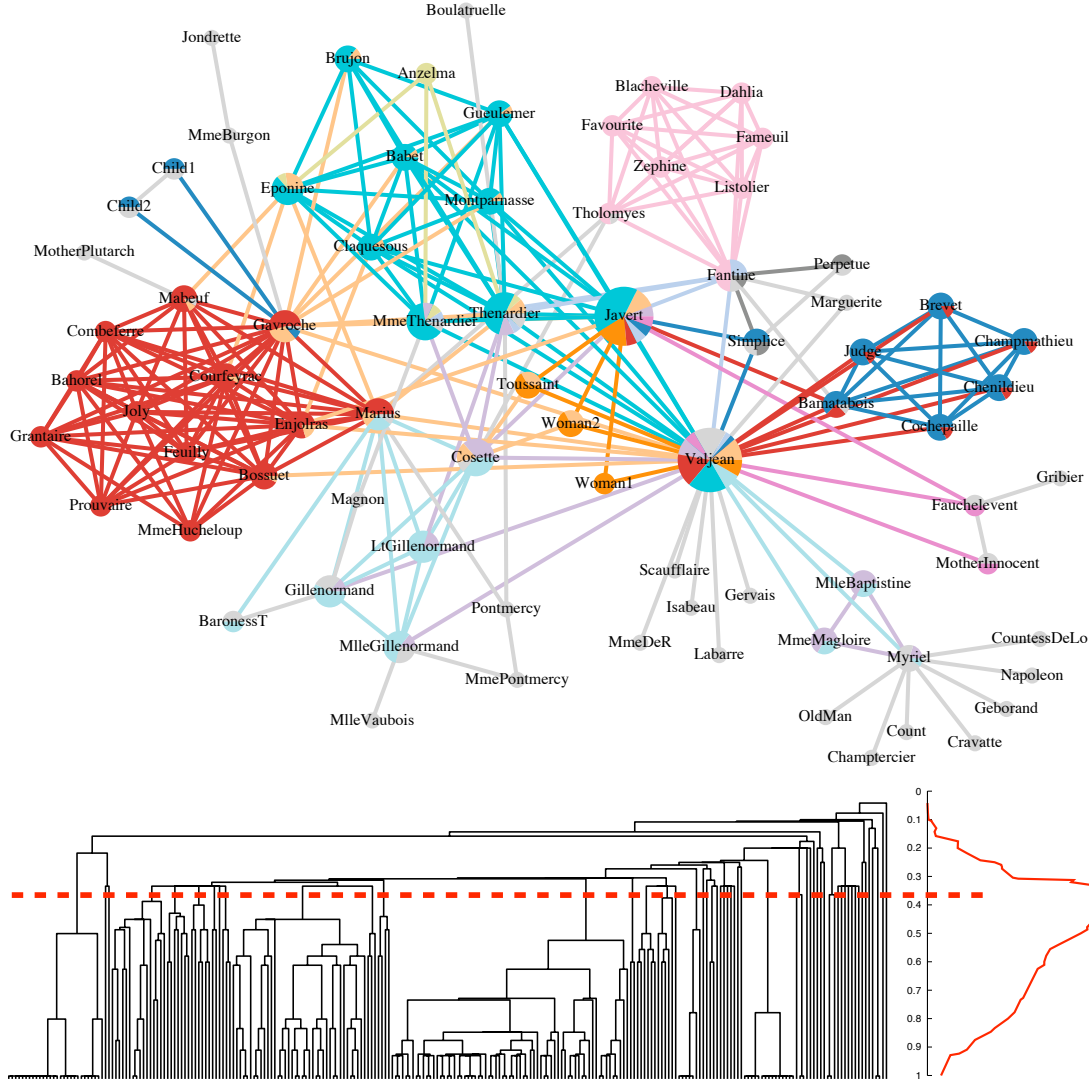 Boulatruelle
Jondrette
Brujon
Anzelma
Blacheville
Dahlia
Gueulemer
Favourite
MmeBurgon
Fameuil
Babet
Zephine
Child1
Eponine
Listolier
Montparnasse
Child2
Tholomyes
Claquesous
MotherPlutarch
Perpetue
Fantine
Mabeuf
Marguerite
Brevet
Thenardier
Javert
MmeThenardier
Gavroche
Combeferre
Simplice
Champmathieu
Judge
Courfeyrac
Bahorel
Toussaint
Chenildieu
Bamatabois
Joly
Marius
Enjolras
Woman2
Cochepaille
Grantaire
Feuilly
Cosette
Valjean
Bossuet
Gribier
Woman1
Magnon
Prouvaire
Fauchelevent
MmeHucheloup
LtGillenormand
MotherInnocent
Scaufflaire
MlleBaptistine
Gillenormand
Gervais
Isabeau
Pontmercy
BaronessT
MmeDeR
MmeMagloire
CountessDeLo
MlleGillenormand
Labarre
Myriel
Napoleon
MmePontmercy
Geborand
OldMan
MlleVaubois
Count
Cravatte
Champtercier
0
0.1
0.2
0.3
0.4
0.5
0.6
0.7
0.8
0.9
1